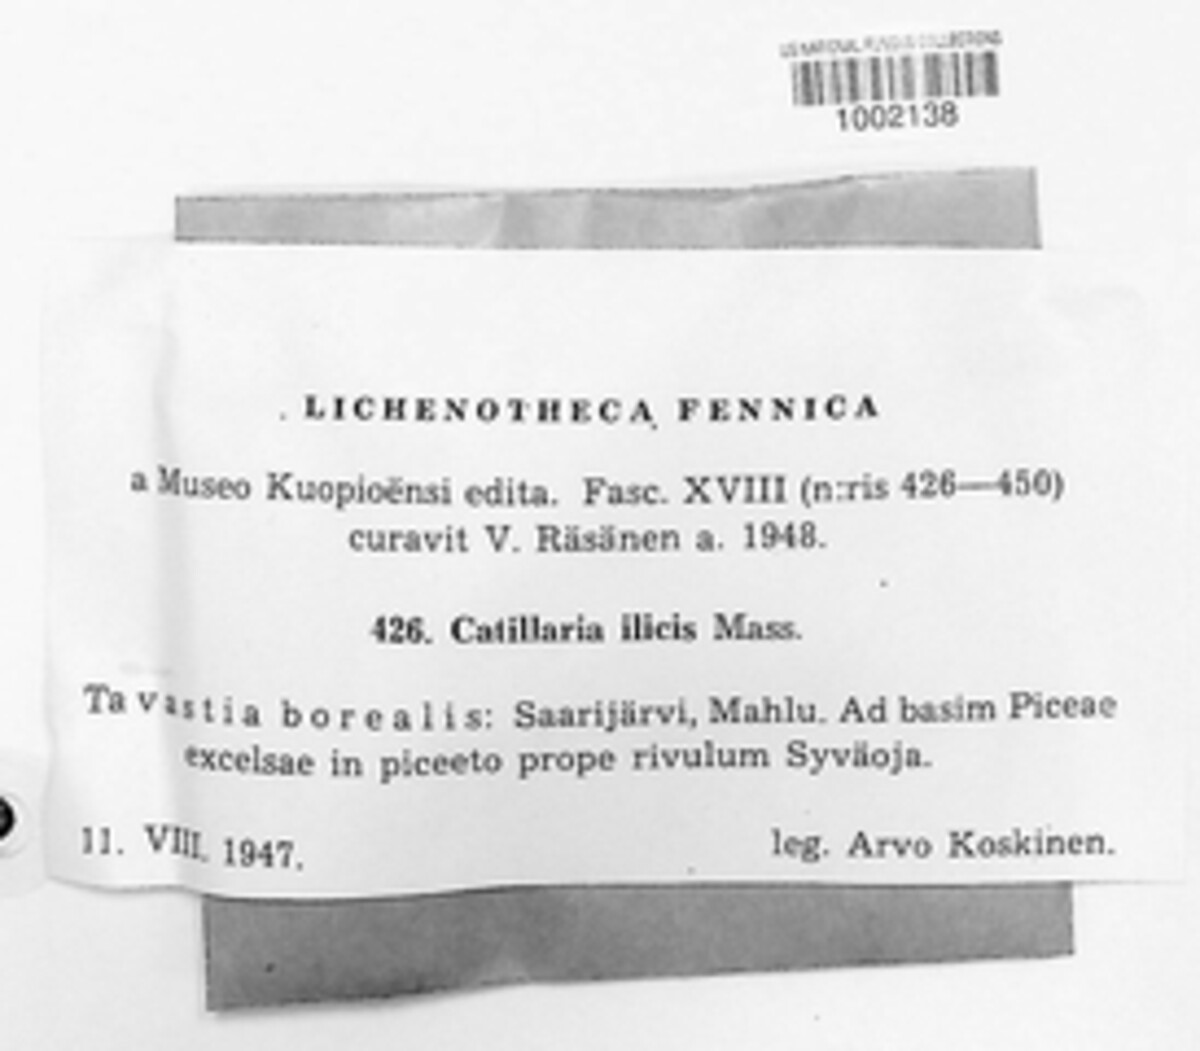 US NATIONAL FUNGUS COLLECTIONS
1002138
LICHENOTHECA FENNICA
a Museo Kuopioënsi edita. Fasc. XVIII (n:ris 426—450)
curavit V. Räsänen a. 1948.
426. Catillaria ilicis Mass.
Tavastia borealis: Saarijärvi, Mahlu. Ad basim Piceae
excelsae in piceeto prope rivulum Syväoja.
11. VIII. 1947.
leg. Arvo Koskinen.